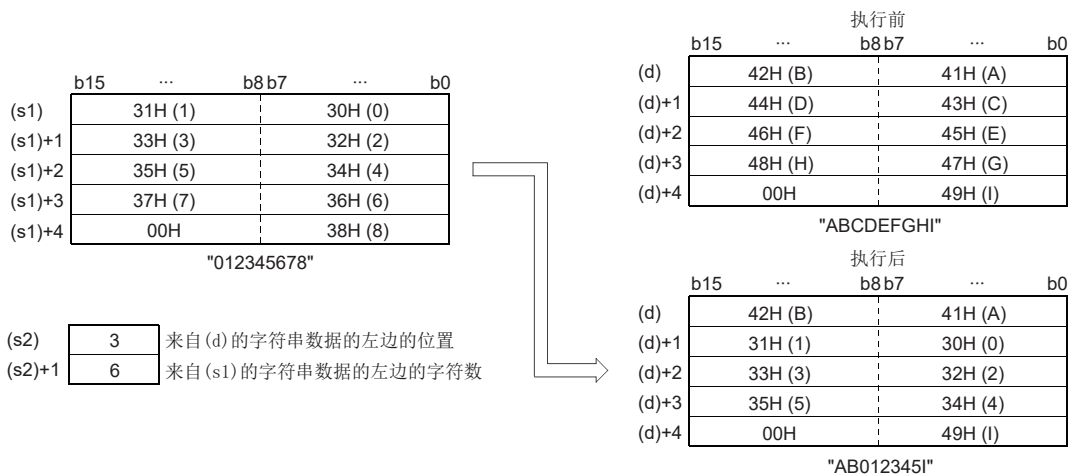 b15 ... b8 b7 ... b0
(s1) 31H (1) 30H (0)
(s1)+1 33H (3) 32H (2)
(s1)+2 35H (5) 34H (4)
(s1)+3 37H (7) 36H (6)
(s1)+4 00H 38H (8)
"012345678"
(s2) 3 来自(d)的字符串数据的左边的位置
(s2)+1 6 来自(s1)的字符串数据的左边的字符数
执行前
b15 ... b8 b7 ... b0
(d) 42H (B) 41H (A)
(d)+1 44H (D) 43H (C)
(d)+2 46H (F) 45H (E)
(d)+3 48H (H) 47H (G)
(d)+4 00H 49H (I)
"ABCDEFGHI"
执行后
b15 ... b8 b7 ... b0
(d) 42H (B) 41H (A)
(d)+1 31H (1) 30H (0)
(d)+2 33H (3) 32H (2)
(d)+3 35H (5) 34H (4)
(d)+4 00H 49H (I)
"AB012345I"